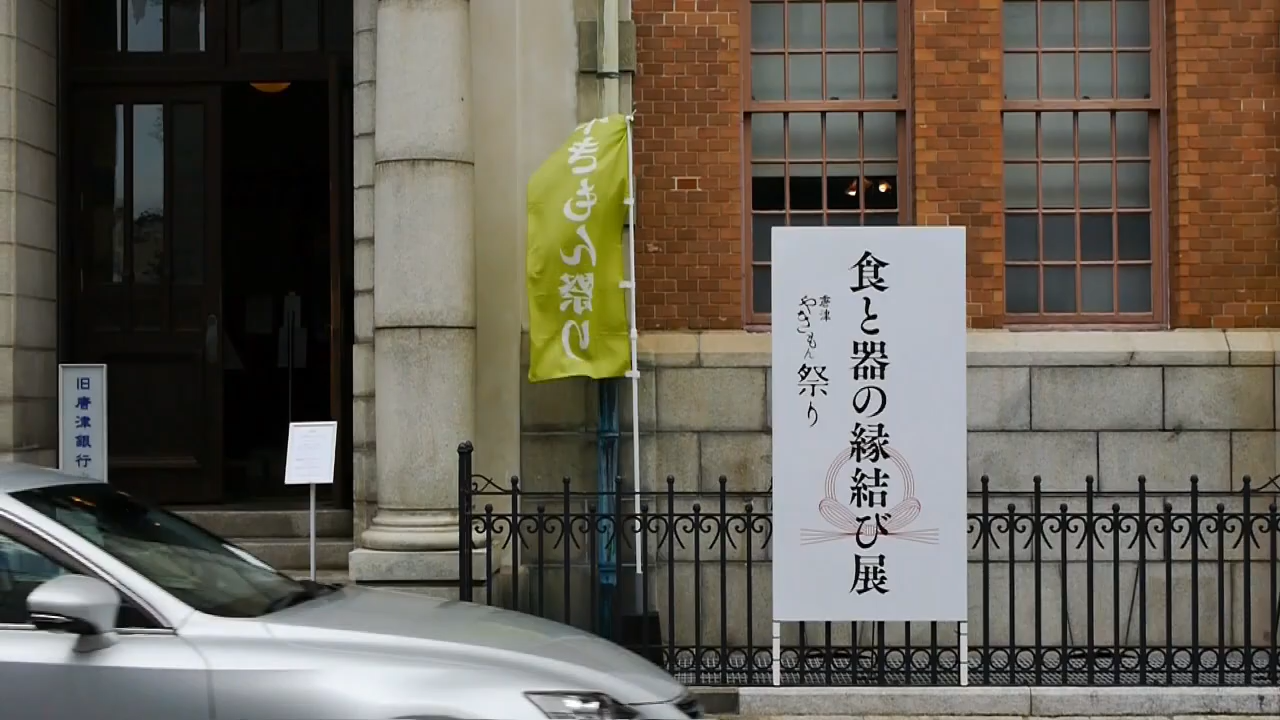 食と器の縁結び展
唐津
やきもん祭り
きもん祭り
旧唐津銀行